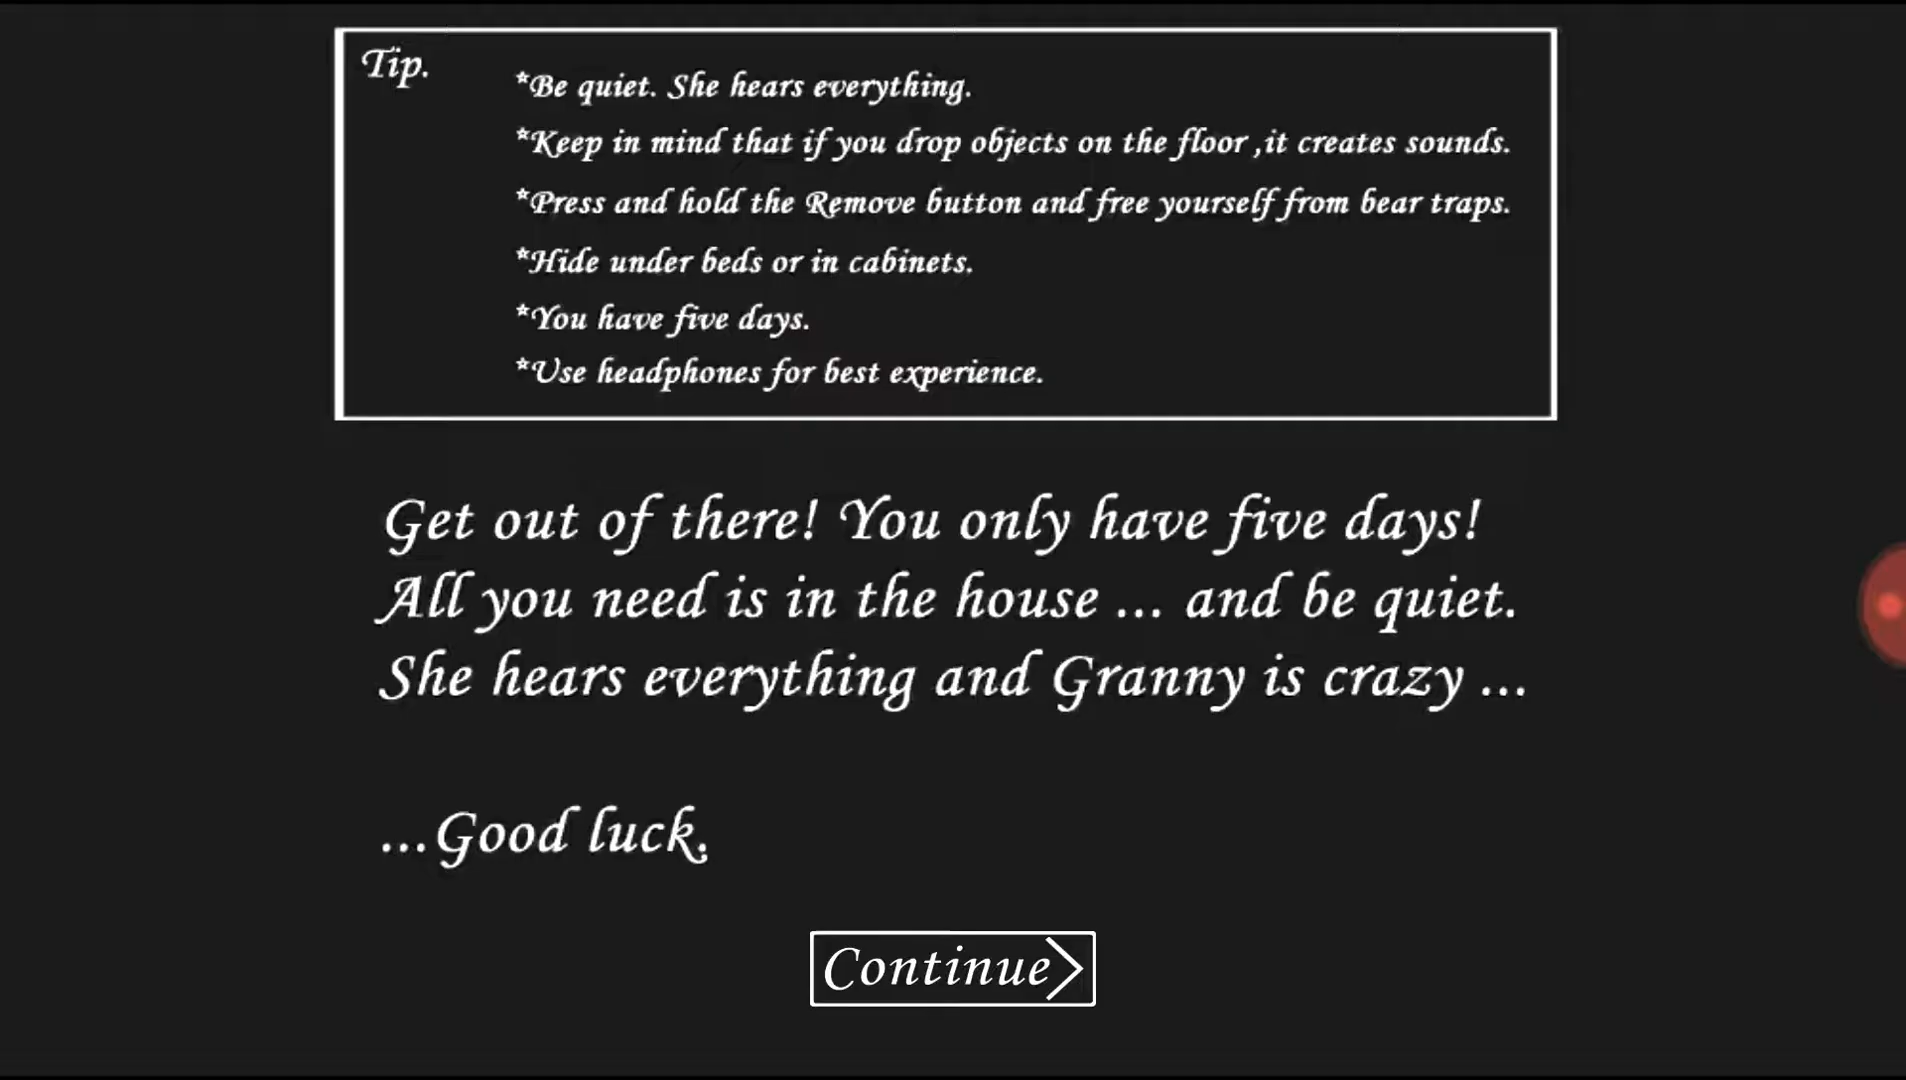 Tip.
*Be quiet. She hears everything.
*Keep in mind that if you drop objects on the floor ,it creates sounds.
*Press and hold the Remove button and free yourself from bear traps.
*Hide under beds or in cabinets.
*You have five days.
*Use headphones for best experience.
Get out of there! You only have five days!
All you need is in the house ... and be quiet.
She hears everything and Granny is crazy ...
...Good luck.
Continue